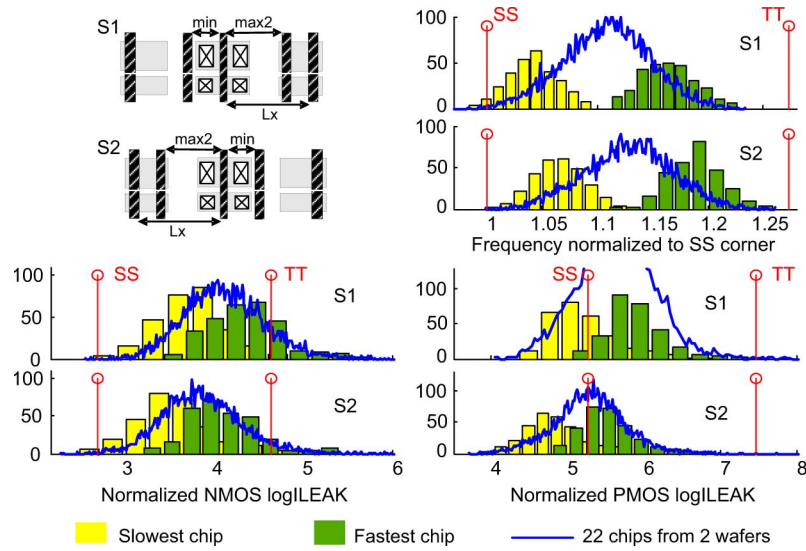 S1
min
max2
Lx
S2
max2
min
Lx
100
50
0
SS
TT
S1
100
50
0
S2
1
1.05
1.1
1.15
1.2
1.25
Frequency normalized to SS corner
100
50
0
SS
TT
S1
100
50
0
S2
3
4
5
6
Normalized NMOS logILEAK
100
50
0
SS
TT
S1
100
50
0
S2
4
5
6
7
8
Normalized PMOS logILEAK
Slowest chip
Fastest chip
22 chips from 2 wafers